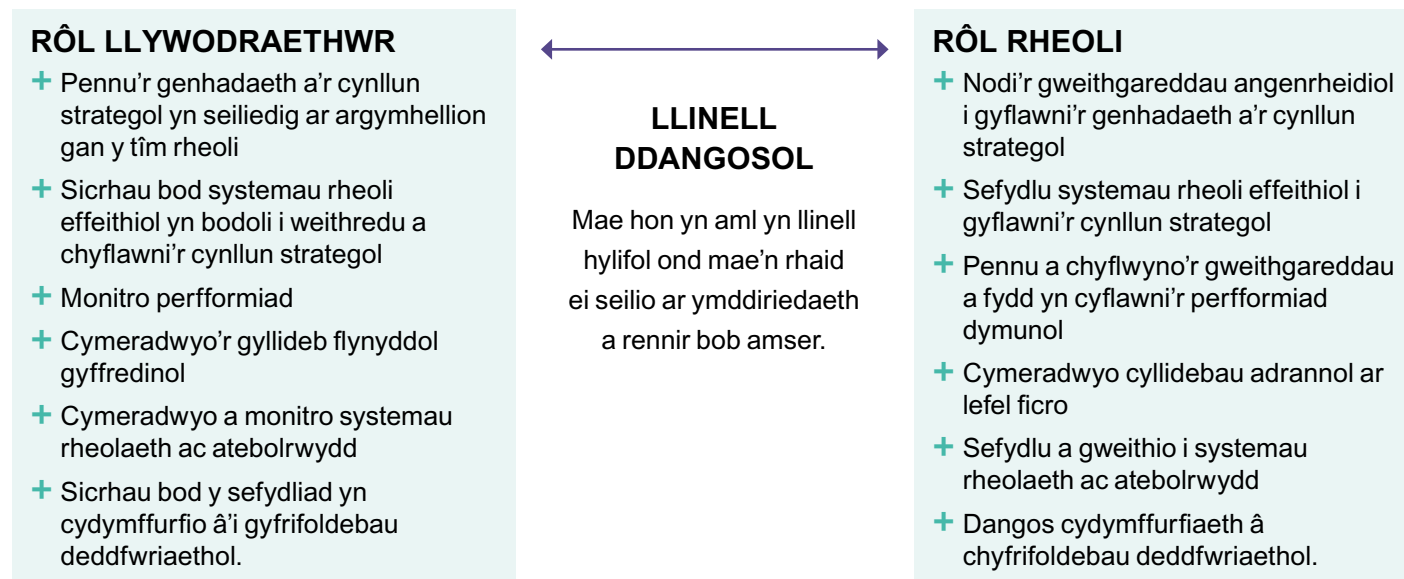 RÔL LLYWODRAETHWR
+ Pennu’r genhadaeth a’r cynllun
strategol yn seiliedig ar argymhellion
gan y tîm rheoli
+ Sicrhau bod systemau rheoli
effeithiol yn bodoli i weithredu a
chyflawni’r cynllun strategol
+ Monitro perfformiad
+ Cymeradwyo’r gyllideb flynyddol
gyffredinol
+ Cymeradwyo a monitro systemau
rheolaeth ac atebolrwydd
+ Sicrhau bod y sefydliad yn
cydymffurfio â’i gyfrifoldebau
deddfwriaethol.
LLINELL
DDANGOSOL
Mae hon yn aml yn llinell
hylifol ond mae’n rhaid
ei seilio ar ymddiriedaeth
a rennir bob amser.
RÔL RHEOLI
+ Nodi’r gweithgareddau angenrheidiol
i gyflawni’r genhadaeth a’r cynllun
strategol
+ Sefydlu systemau rheoli effeithiol i
gyflawni’r cynllun strategol
+ Pennu a chyflwyno’r gweithgareddau
a fydd yn cyflawni’r perfformiad
dymunol
+ Cymeradwyo cyllidebau adrannol ar
lefel ficro
+ Sefydlu a gweithio i systemau
rheolaeth ac atebolrwydd
+ Dangos cydymffurfiaeth â
chyfrifoldebau deddfwriaethol.